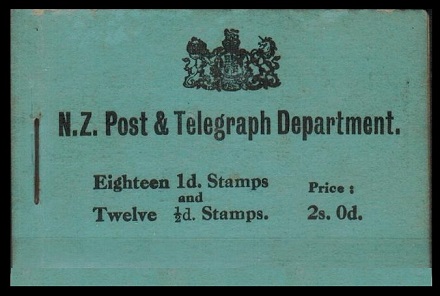 N.Z. Post & Telegraph Department.
Eighteen 1d. Stamps
and
Twelve ½d. Stamps.
Price :
2s. 0d.